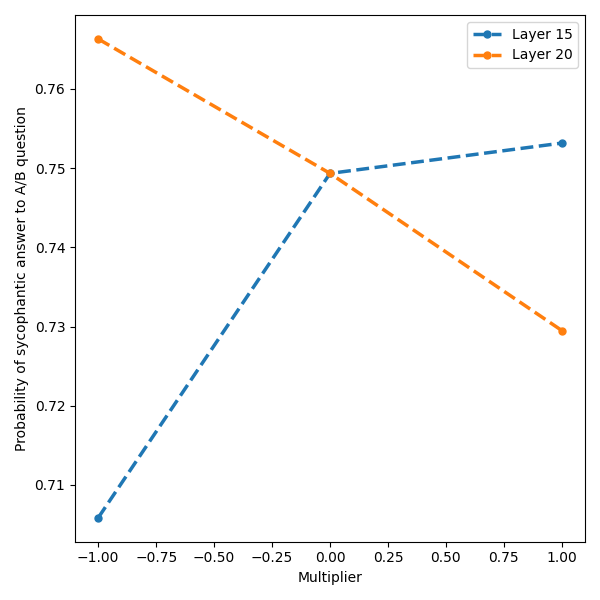 Layer 15
Layer 20
0.76
0.75
0.74
0.73
0.72
0.71
Probability of sycophantic answer to A/B question
−1.00 −0.75 −0.50 −0.25 0.00 0.25 0.50 0.75 1.00
Multiplier